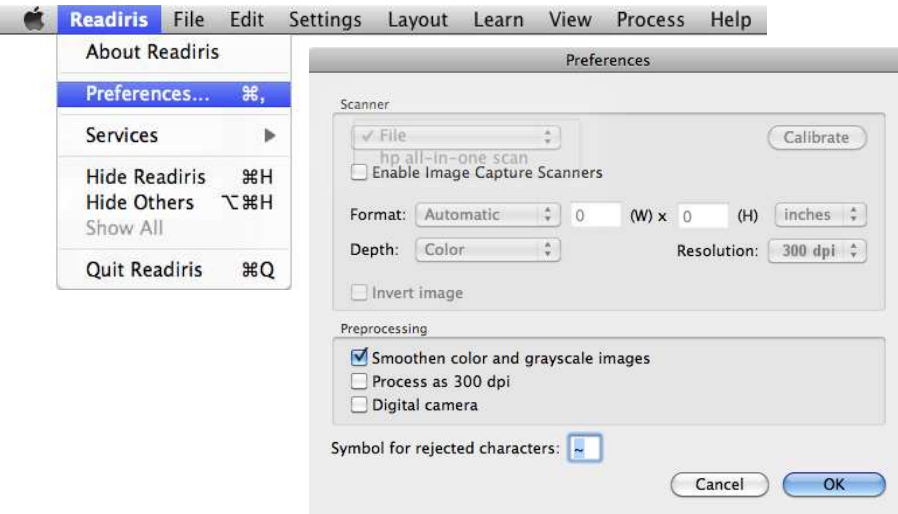 Readiris File Edit Settings Layout Learn View Process Help
About Readiris
Preferences... ⌘,
Services
Hide Readiris ⌘H
Hide Others ⌥⌘H
Show All
Quit Readiris ⌘Q
Preferences
Scanner
✓ File
Calibrate
hp all-in-one scan
Enable Image Capture Scanners
Format: Automatic 0 (W) x 0 (H) inches
Depth: Color Resolution: 300 dpi
Invert image
Preprocessing
Smoothen color and grayscale images
Process as 300 dpi
Digital camera
Symbol for rejected characters: ~
Cancel OK